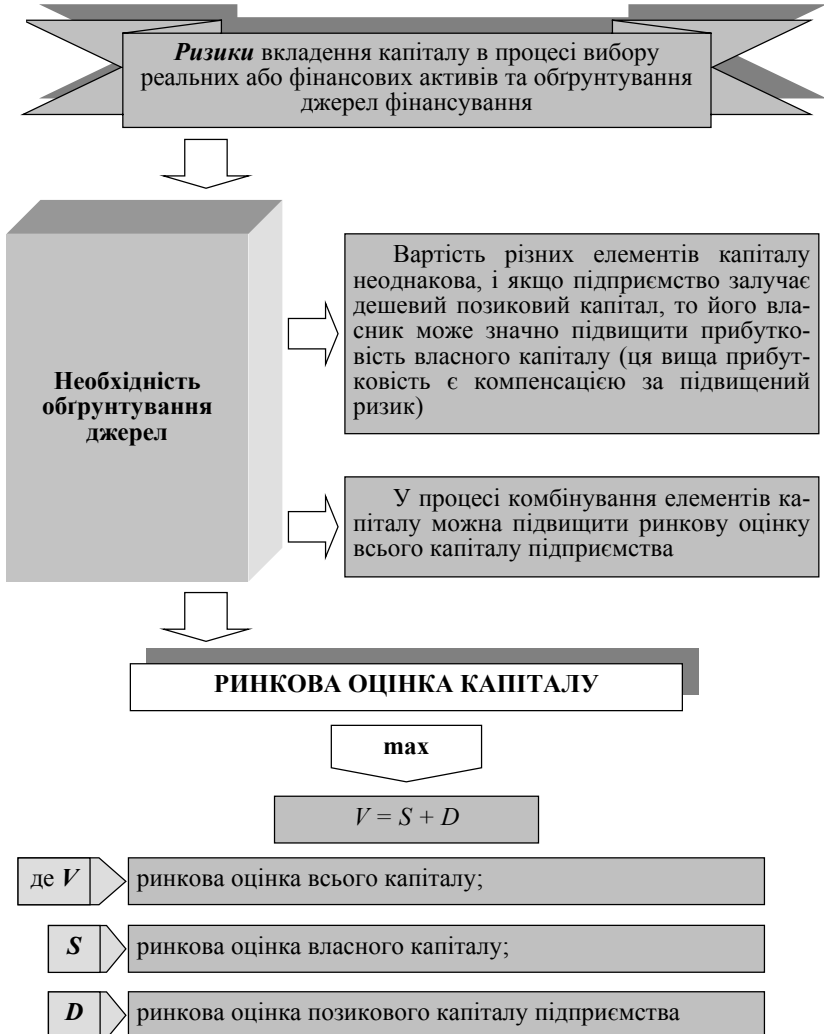 Ризики вкладення капіталу в процесі вибору
реальних або фінансових активів та обґрунтування
джерел фінансування
Необхідність
обґрунтування
джерел
Вартість різних елементів капіталу
неоднакова, і якщо підприємство залучає
дешевий позиковий капітал, то його вла-
сник може значно підвищити прибутко-
вість власного капіталу (ця вища прибут-
ковість є компенсацією за підвищений
ризик)
У процесі комбінування елементів ка-
піталу можна підвищити ринкову оцінку
всього капіталу підприємства
РИНКОВА ОЦІНКА КАПІТАЛУ
max
V = S + D
де V ринкова оцінка всього капіталу;
S ринкова оцінка власного капіталу;
D ринкова оцінка позикового капіталу підприємства